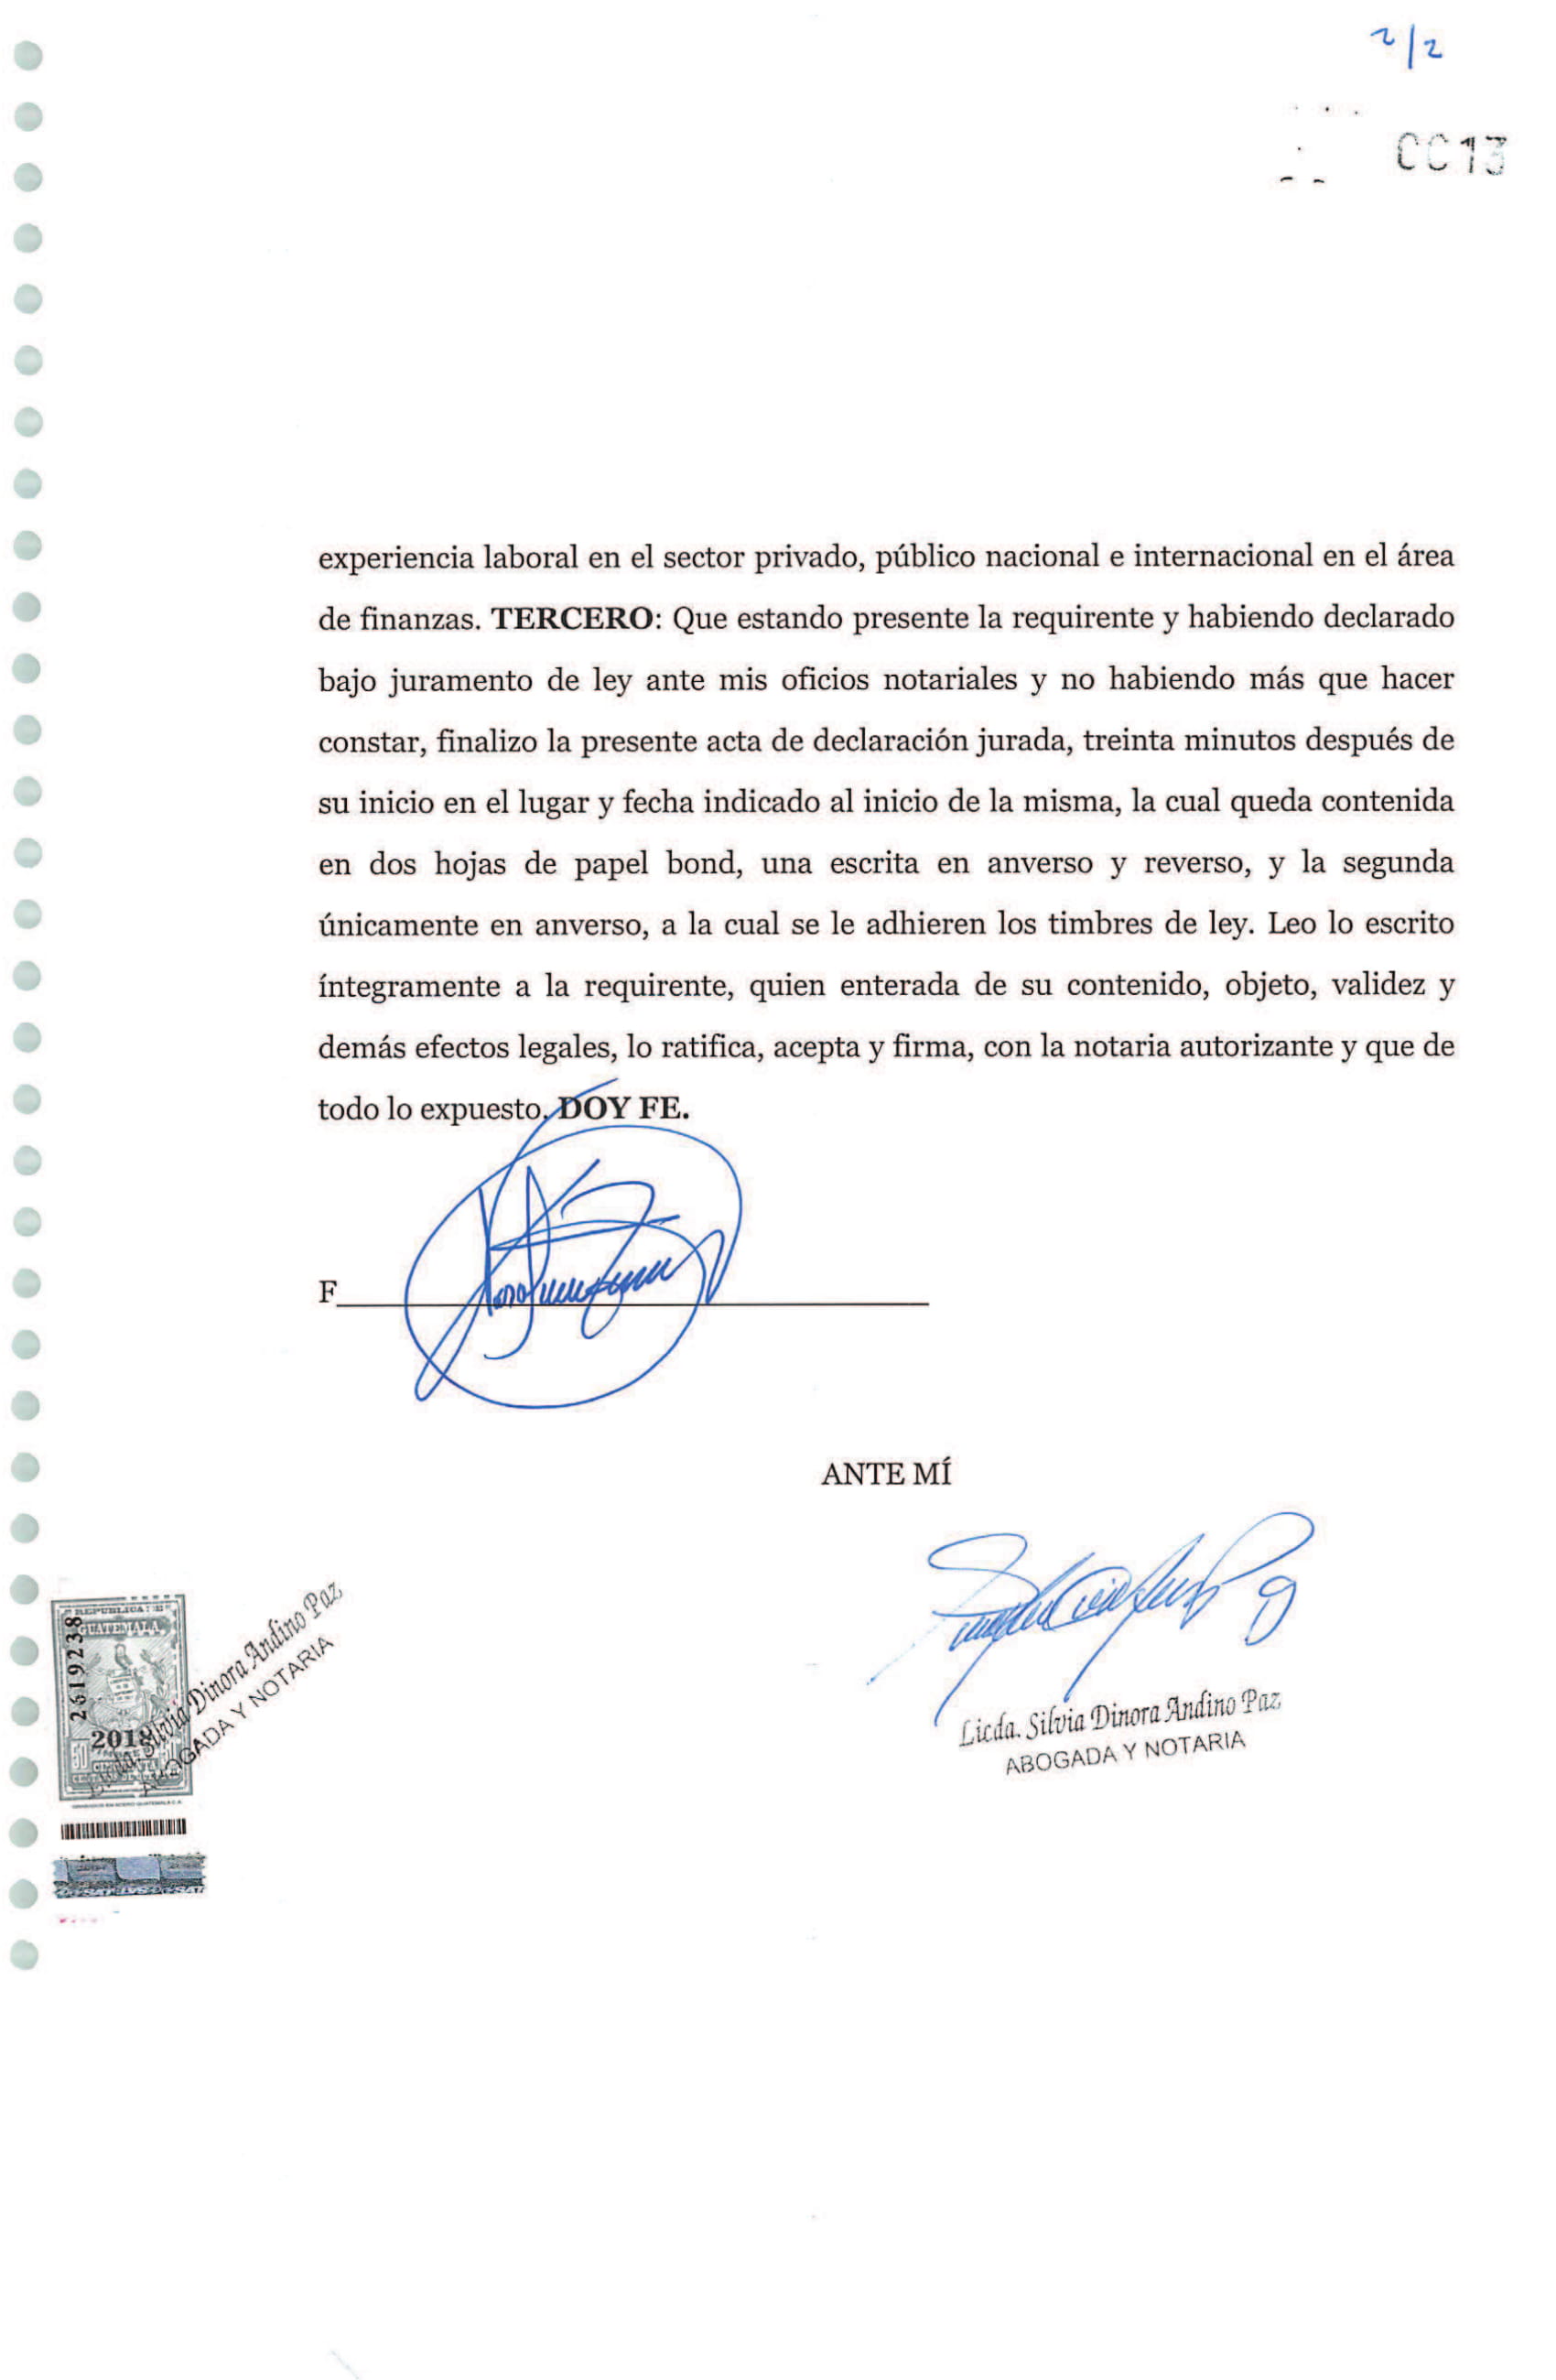 2/2
CC13
experiencia laboral en el sector privado, público nacional e internacional en el área
de finanzas. TERCERO: Que estando presente la requirente y habiendo declarado
bajo juramento de ley ante mis oficios notariales y no habiendo más que hacer
constar, finalizo la presente acta de declaración jurada, treinta minutos después de
su inicio en el lugar y fecha indicado al inicio de la misma, la cual queda contenida
en dos hojas de papel bond, una escrita en anverso y reverso, y la segunda
únicamente en anverso, a la cual se le adhieren los timbres de ley. Leo lo escrito
íntegramente a la requirente, quien enterada de su contenido, objeto, validez y
demás efectos legales, lo ratifica, acepta y firma, con la notaria autorizante y que de
todo lo expuesto, DOY FE.
F
ANTE MÍ
Licda. Silvia Dinora Andino Paz
ABOGADA Y NOTARIA
REPUBLICA DE
GUATEMALA
2619238
2018
Licda. Silvia Dinora Andino Paz
ABOGADA Y NOTARIA